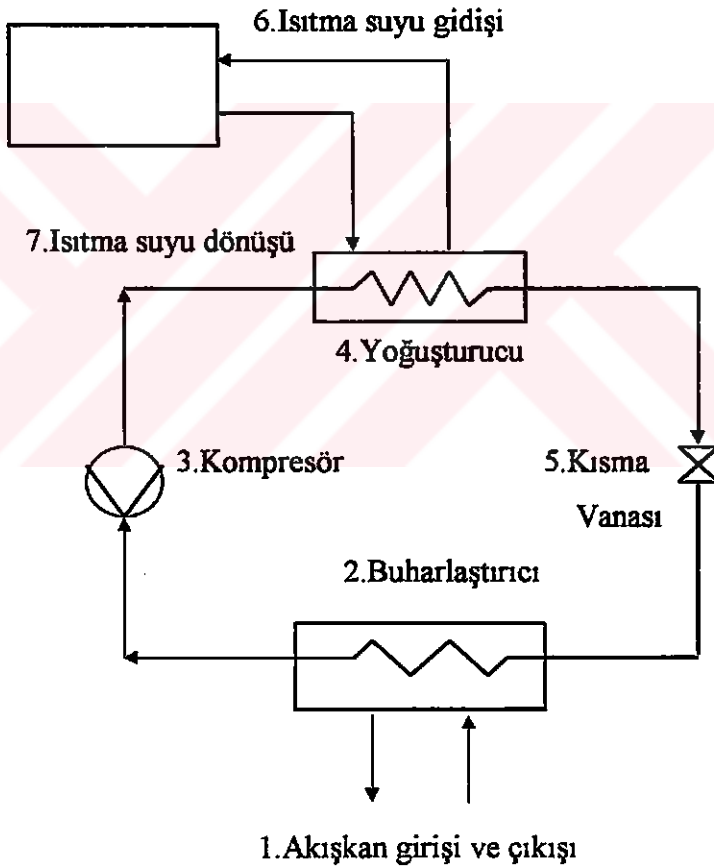 6.Isıtma suyu gidişi
7.Isıtma suyu dönüşü
4.Yoğuşturucu
3.Kompresör
5.Kısma
Vanası
2.Buharlaştırıcı
1.Akışkan girişi ve çıkışı